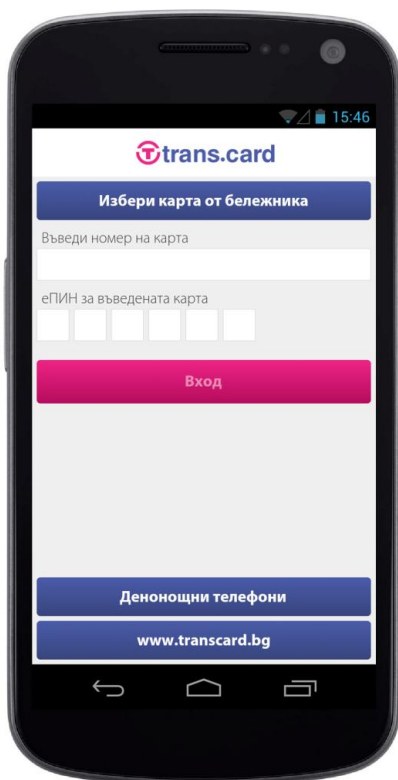 15:46
trans.card
Избери карта от бележника
Въведи номер на карта
еПИН за въведената карта
Вход
Денонощни телефони
www.transcard.bg